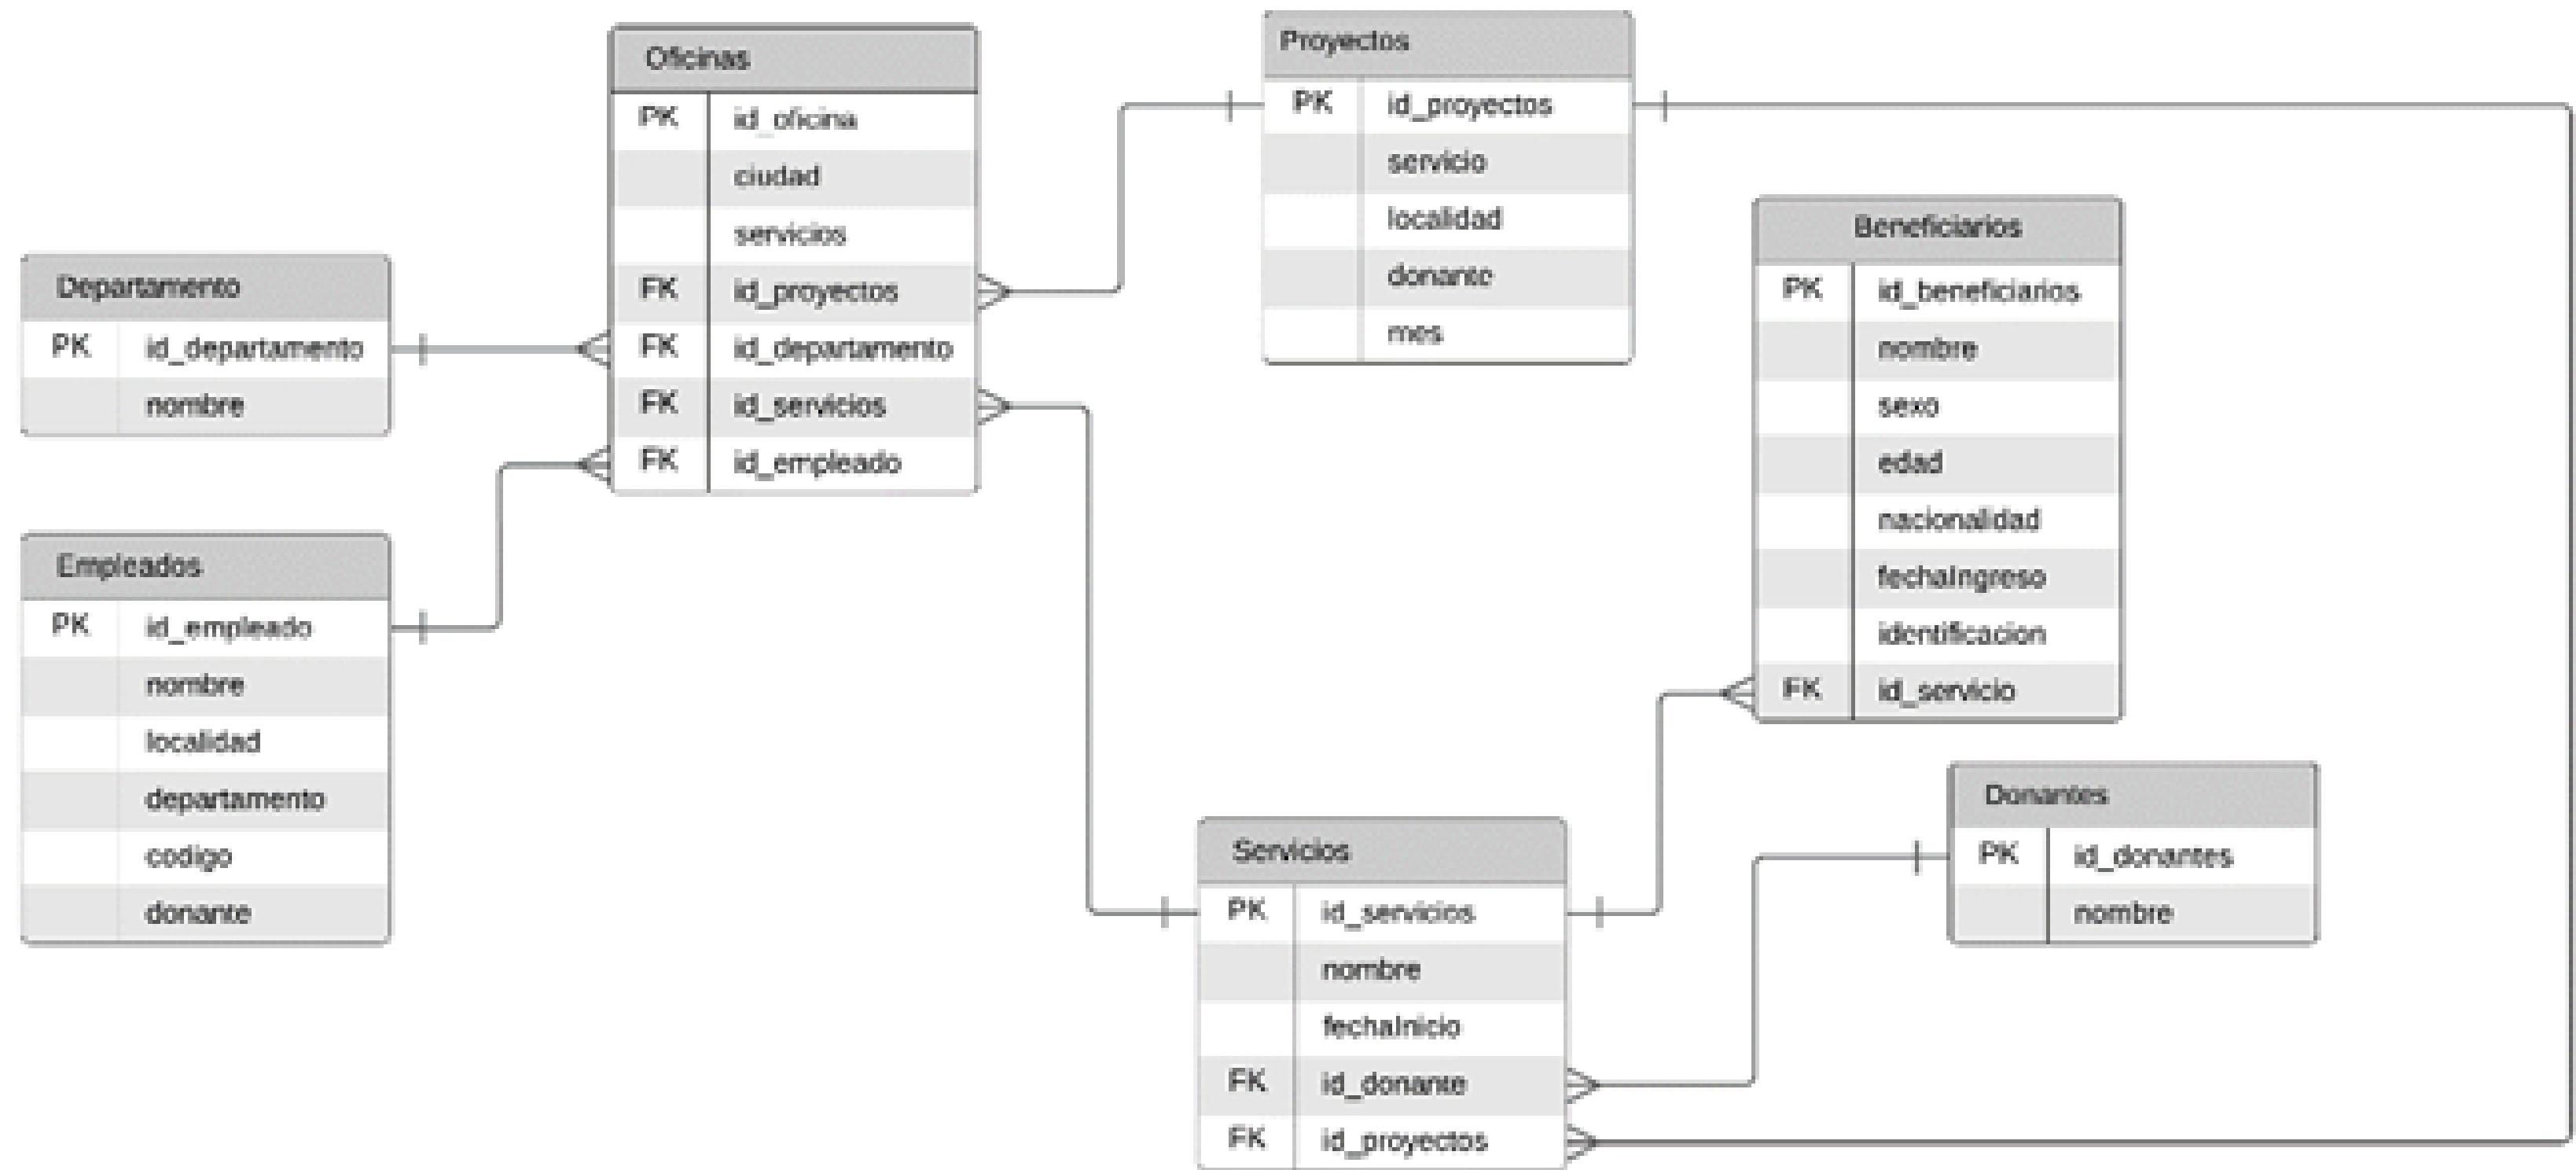 Oficinas
PK id_oficina
ciudad
servicios
FK id_proyectos
FK id_departamento
FK id_servicios
FK id_empleado
Proyectos
PK id_proyectos
servicio
localidad
donante
mes
Departamento
PK id_departamento
nombre
Beneficiarios
PK id_beneficiarios
nombre
sexo
edad
nacionalidad
fechaIngreso
identificacion
FK id_servicio
Empleados
PK id_empleado
nombre
localidad
departamento
codigo
donante
Donantes
PK id_donantes
nombre
Servicios
PK id_servicios
nombre
fechaInicio
FK id_donante
FK id_proyectos